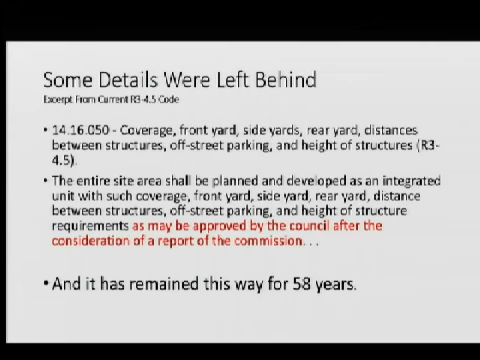 Some Details Were Left Behind
Excerpt From Current R3-4.5 Code
• 14.16.050 - Coverage, front yard, side yards, rear yard, distances
between structures, off-street parking, and height of structures (R3-
4.5).
• The entire site area shall be planned and developed as an integrated
unit with such coverage, front yard, side yard, rear yard, distance
between structures, off-street parking, and height of structure
requirements as may be approved by the council after the
consideration of a report of the commission. . .
• And it has remained this way for 58 years.